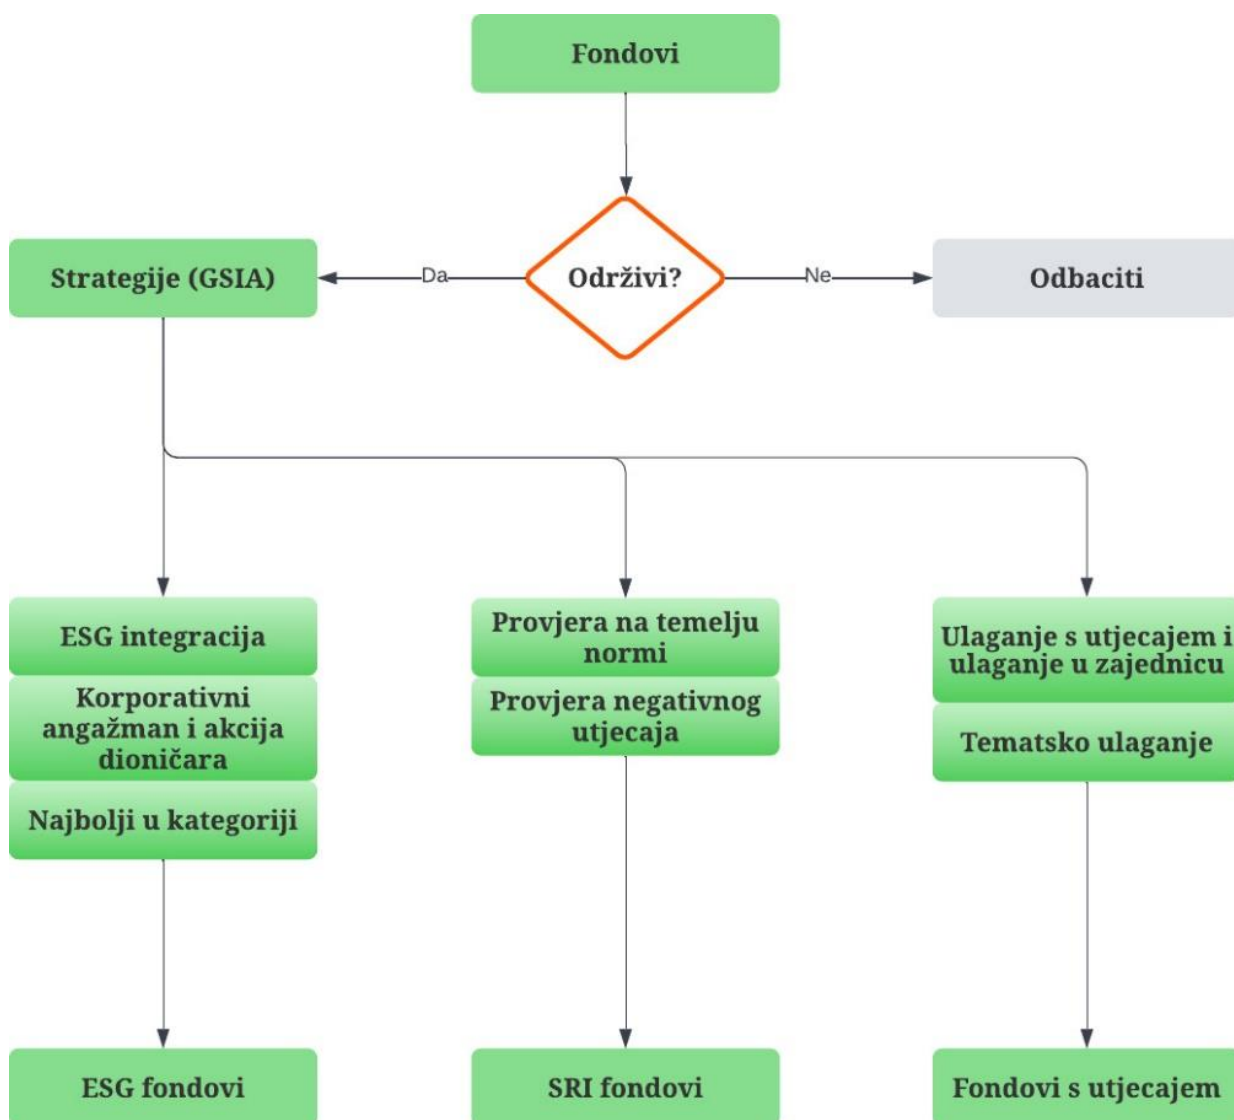 Fondovi
Strategije (GSIA)
Da
Održivi?
Ne
Odbaciti
ESG integracija
Korporativni
angažman i akcija
dioničara
Najbolji u kategoriji
Provjera na temelju
normi
Provjera negativnog
utjecaja
Ulaganje s utjecajem i
ulaganje u zajednicu
Tematsko ulaganje
ESG fondovi
SRI fondovi
Fondovi s utjecajem